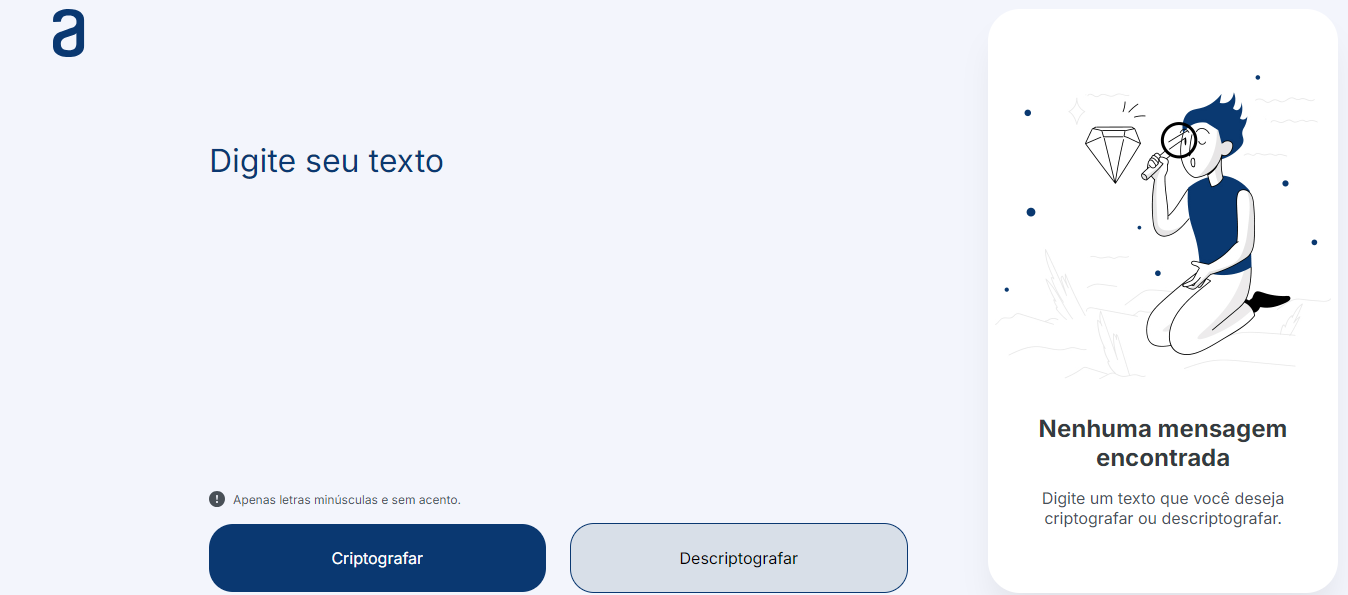 a
Digite seu texto
Apenas letras minúsculas e sem acento.
Criptografar
Descriptografar
Nenhuma mensagem
encontrada
Digite um texto que você deseja
criptografar ou descriptografar.